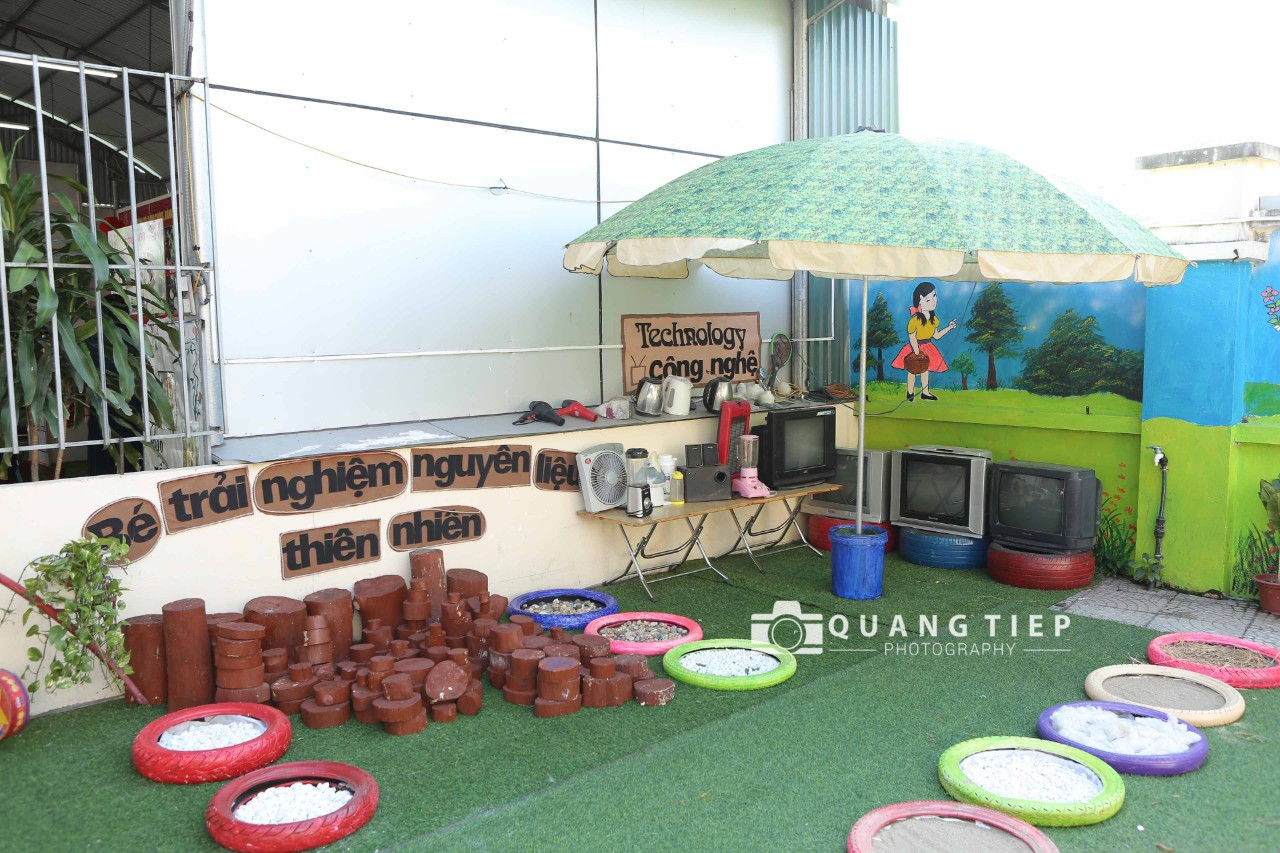 Technology
công nghệ
Bé trải nghiệm nguyên liệu
thiên nhiên
QUANG TIEP
PHOTOGRAPHY